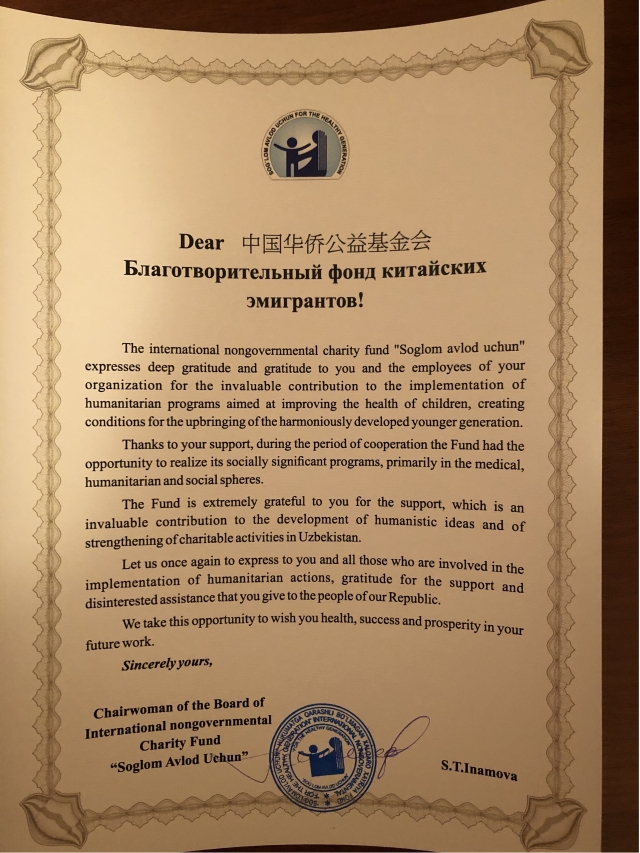 SOG'LOM AVLOD UCHUN FOR THE HEALTHY GENERATION
Dear 中国华侨公益基金会
Благотворительный фонд китайских
эмигрантов!
The international nongovernmental charity fund "Soglom avlod uchun"
expresses deep gratitude and gratitude to you and the employees of your
organization for the invaluable contribution to the implementation of
humanitarian programs aimed at improving the health of children, creating
conditions for the upbringing of the harmoniously developed younger generation.
Thanks to your support, during the period of cooperation the Fund had the
opportunity to realize its socially significant programs, primarily in the medical,
humanitarian and social spheres.
The Fund is extremely grateful to you for the support, which is an
invaluable contribution to the development of humanistic ideas and of
strengthening of charitable activities in Uzbekistan.
Let us once again to express to you and all those who are involved in the
implementation of humanitarian actions, gratitude for the support and
disinterested assistance that you give to the people of our Republic.
We take this opportunity to wish you health, success and prosperity in your
future work.
Sincerely yours,
Chairwoman of the Board of
International nongovernmental
Charity Fund
“Soglom Avlod Uchun”
S.T.Inamova